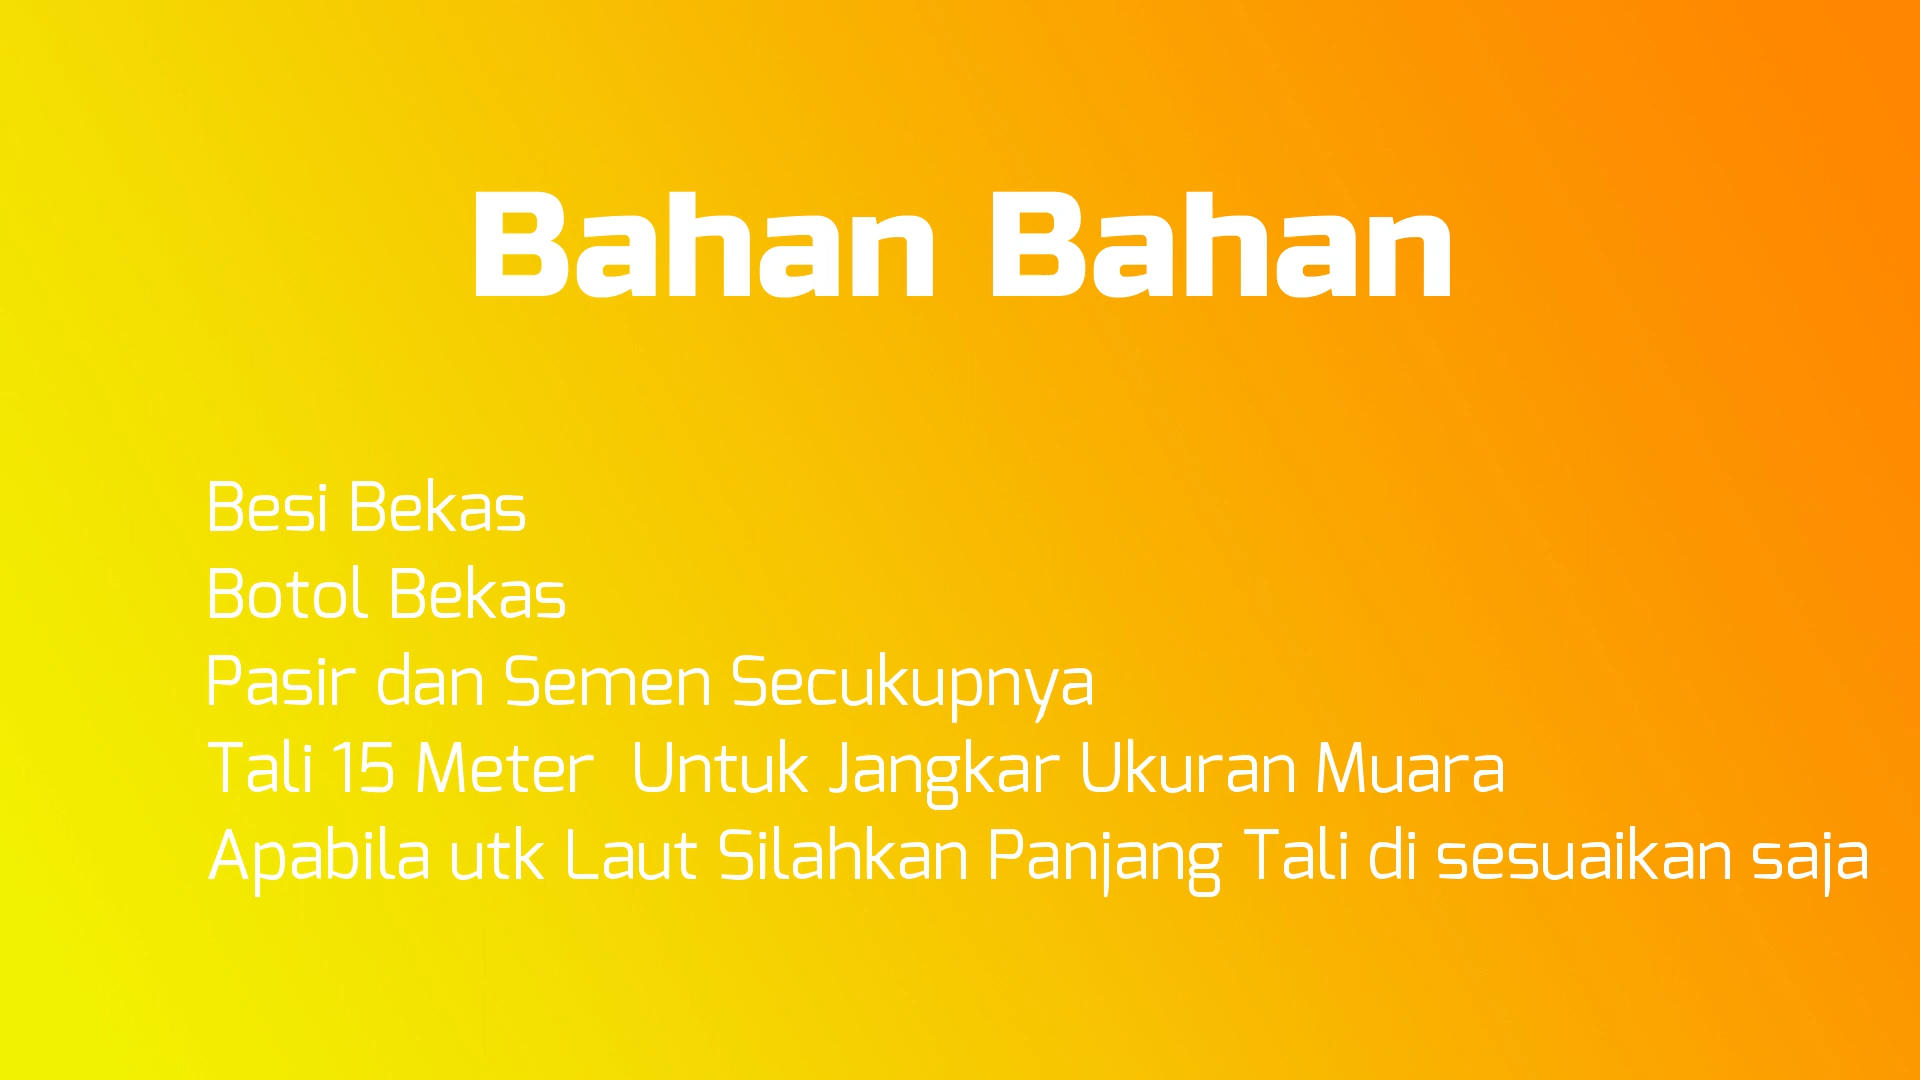 Bahan Bahan
Besi Bekas
Botol Bekas
Pasir dan Semen Secukupnya
Tali 15 Meter  Untuk Jangkar Ukuran Muara
Apabila utk Laut Silahkan Panjang Tali di sesuaikan saja